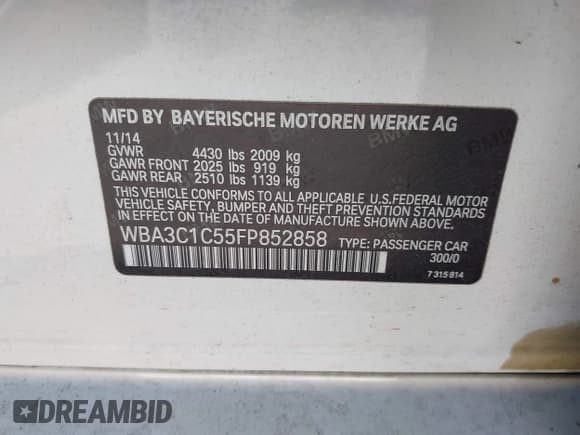 MFD BY BAYERISCHE MOTOREN WERKE AG
11/14
GVWR 4430 lbs 2009 kg
GAWR FRONT 2025 lbs 919 kg
GAWR REAR 2510 lbs 1139 kg
THIS VEHICLE CONFORMS TO ALL APPLICABLE U.S. FEDERAL MOTOR
VEHICLE SAFETY, BUMPER, AND THEFT PREVENTION
STANDARDS IN EFFECT ON THE DATE OF MANUFACTURE SHOWN ABOVE.
WBA3C1C55FP852858 TYPE: PASSENGER CAR
300/0
7 315 814
DREAMBID